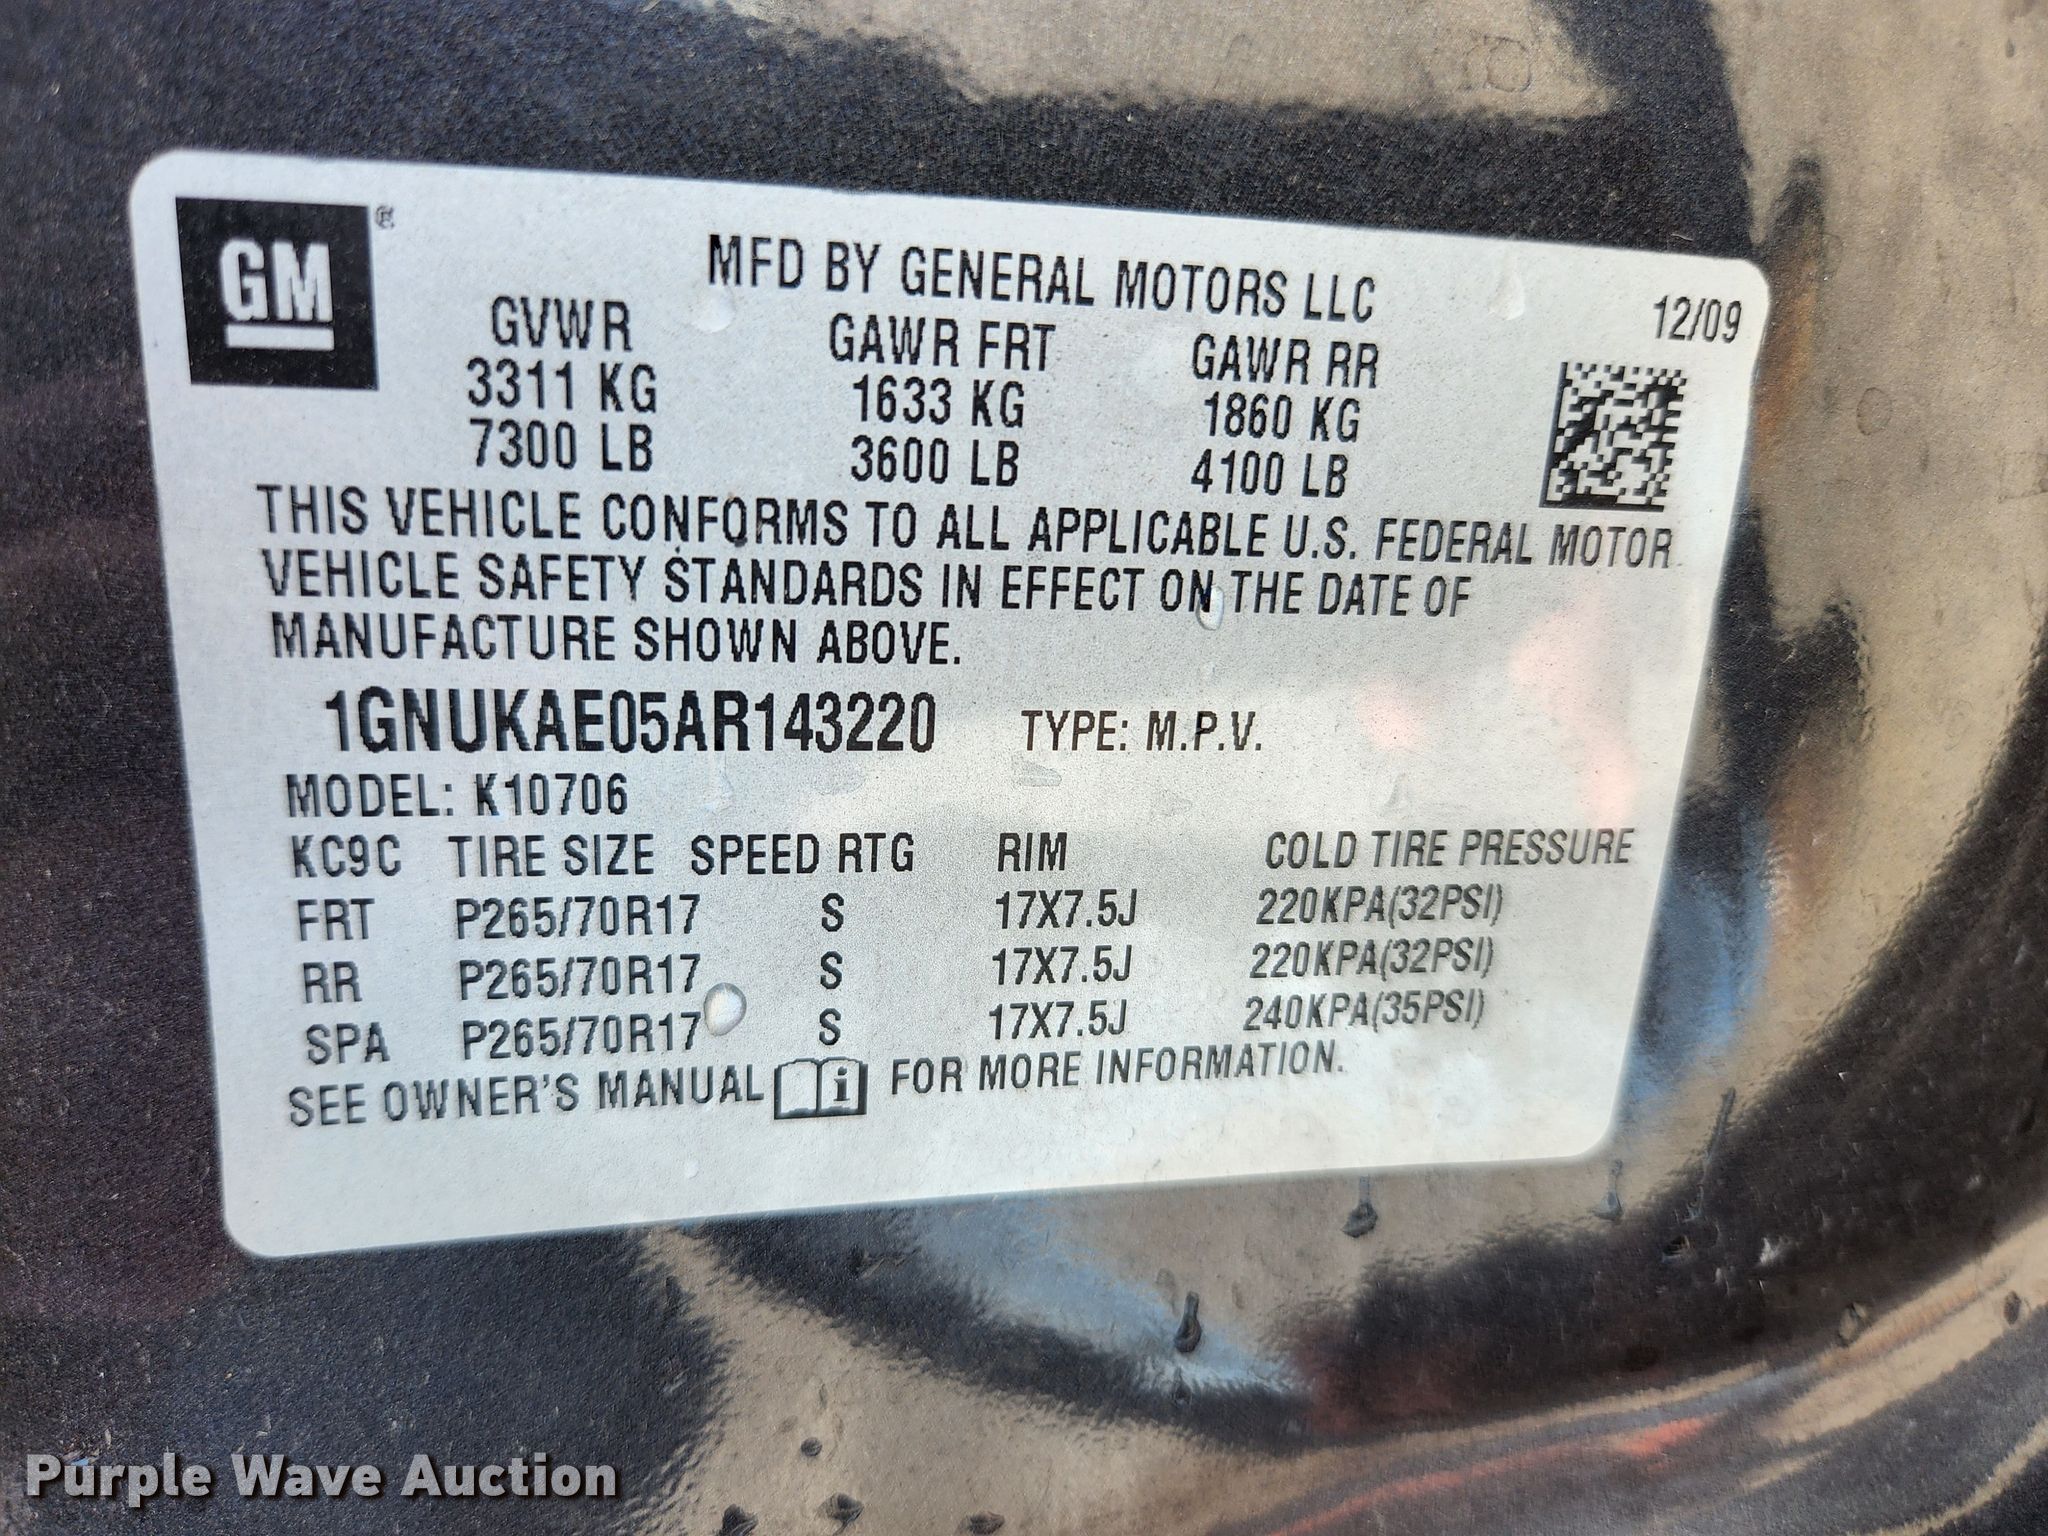 GM ®
MFD BY GENERAL MOTORS LLC
12/09
GVWR GAWR FRT GAWR RR
3311 KG 1633 KG 1860 KG
7300 LB 3600 LB 4100 LB
THIS VEHICLE CONFORMS TO ALL APPLICABLE U.S. FEDERAL MOTOR
VEHICLE SAFETY STANDARDS IN EFFECT ON THE DATE OF
MANUFACTURE SHOWN ABOVE.
1GNUKAE05AR143220 TYPE: M.P.V.
MODEL: K10706
KC9C TIRE SIZE SPEED RTG RIM COLD TIRE PRESSURE
FRT P265/70R17 S 17X7.5J 220KPA(32PSI)
RR P265/70R17 S 17X7.5J 220KPA(32PSI)
SPA P265/70R17 S 17X7.5J 240KPA(35PSI)
SEE OWNER'S MANUAL i FOR MORE INFORMATION.
Purple Wave Auction